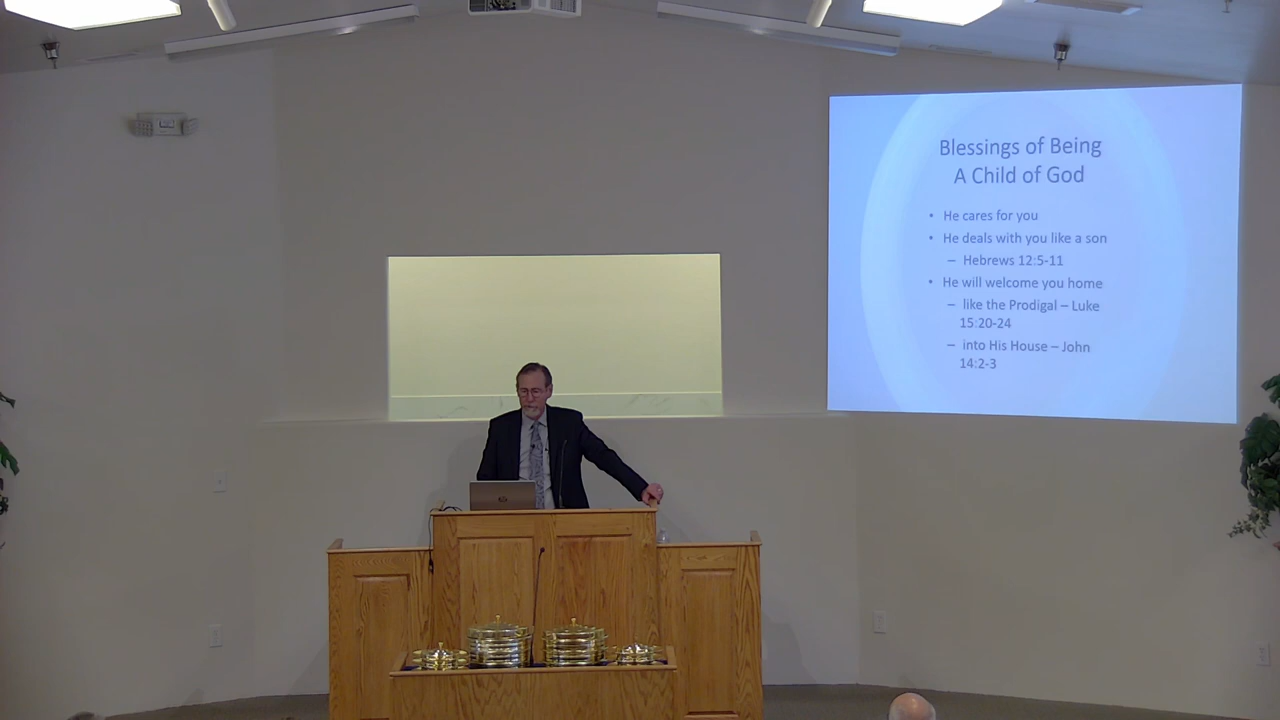 Blessings of Being
A Child of God
• He cares for you
• He deals with you like a son
– Hebrews 12:5-11
• He will welcome you home
– like the Prodigal – Luke
15:20-24
– into His House – John
14:2-3